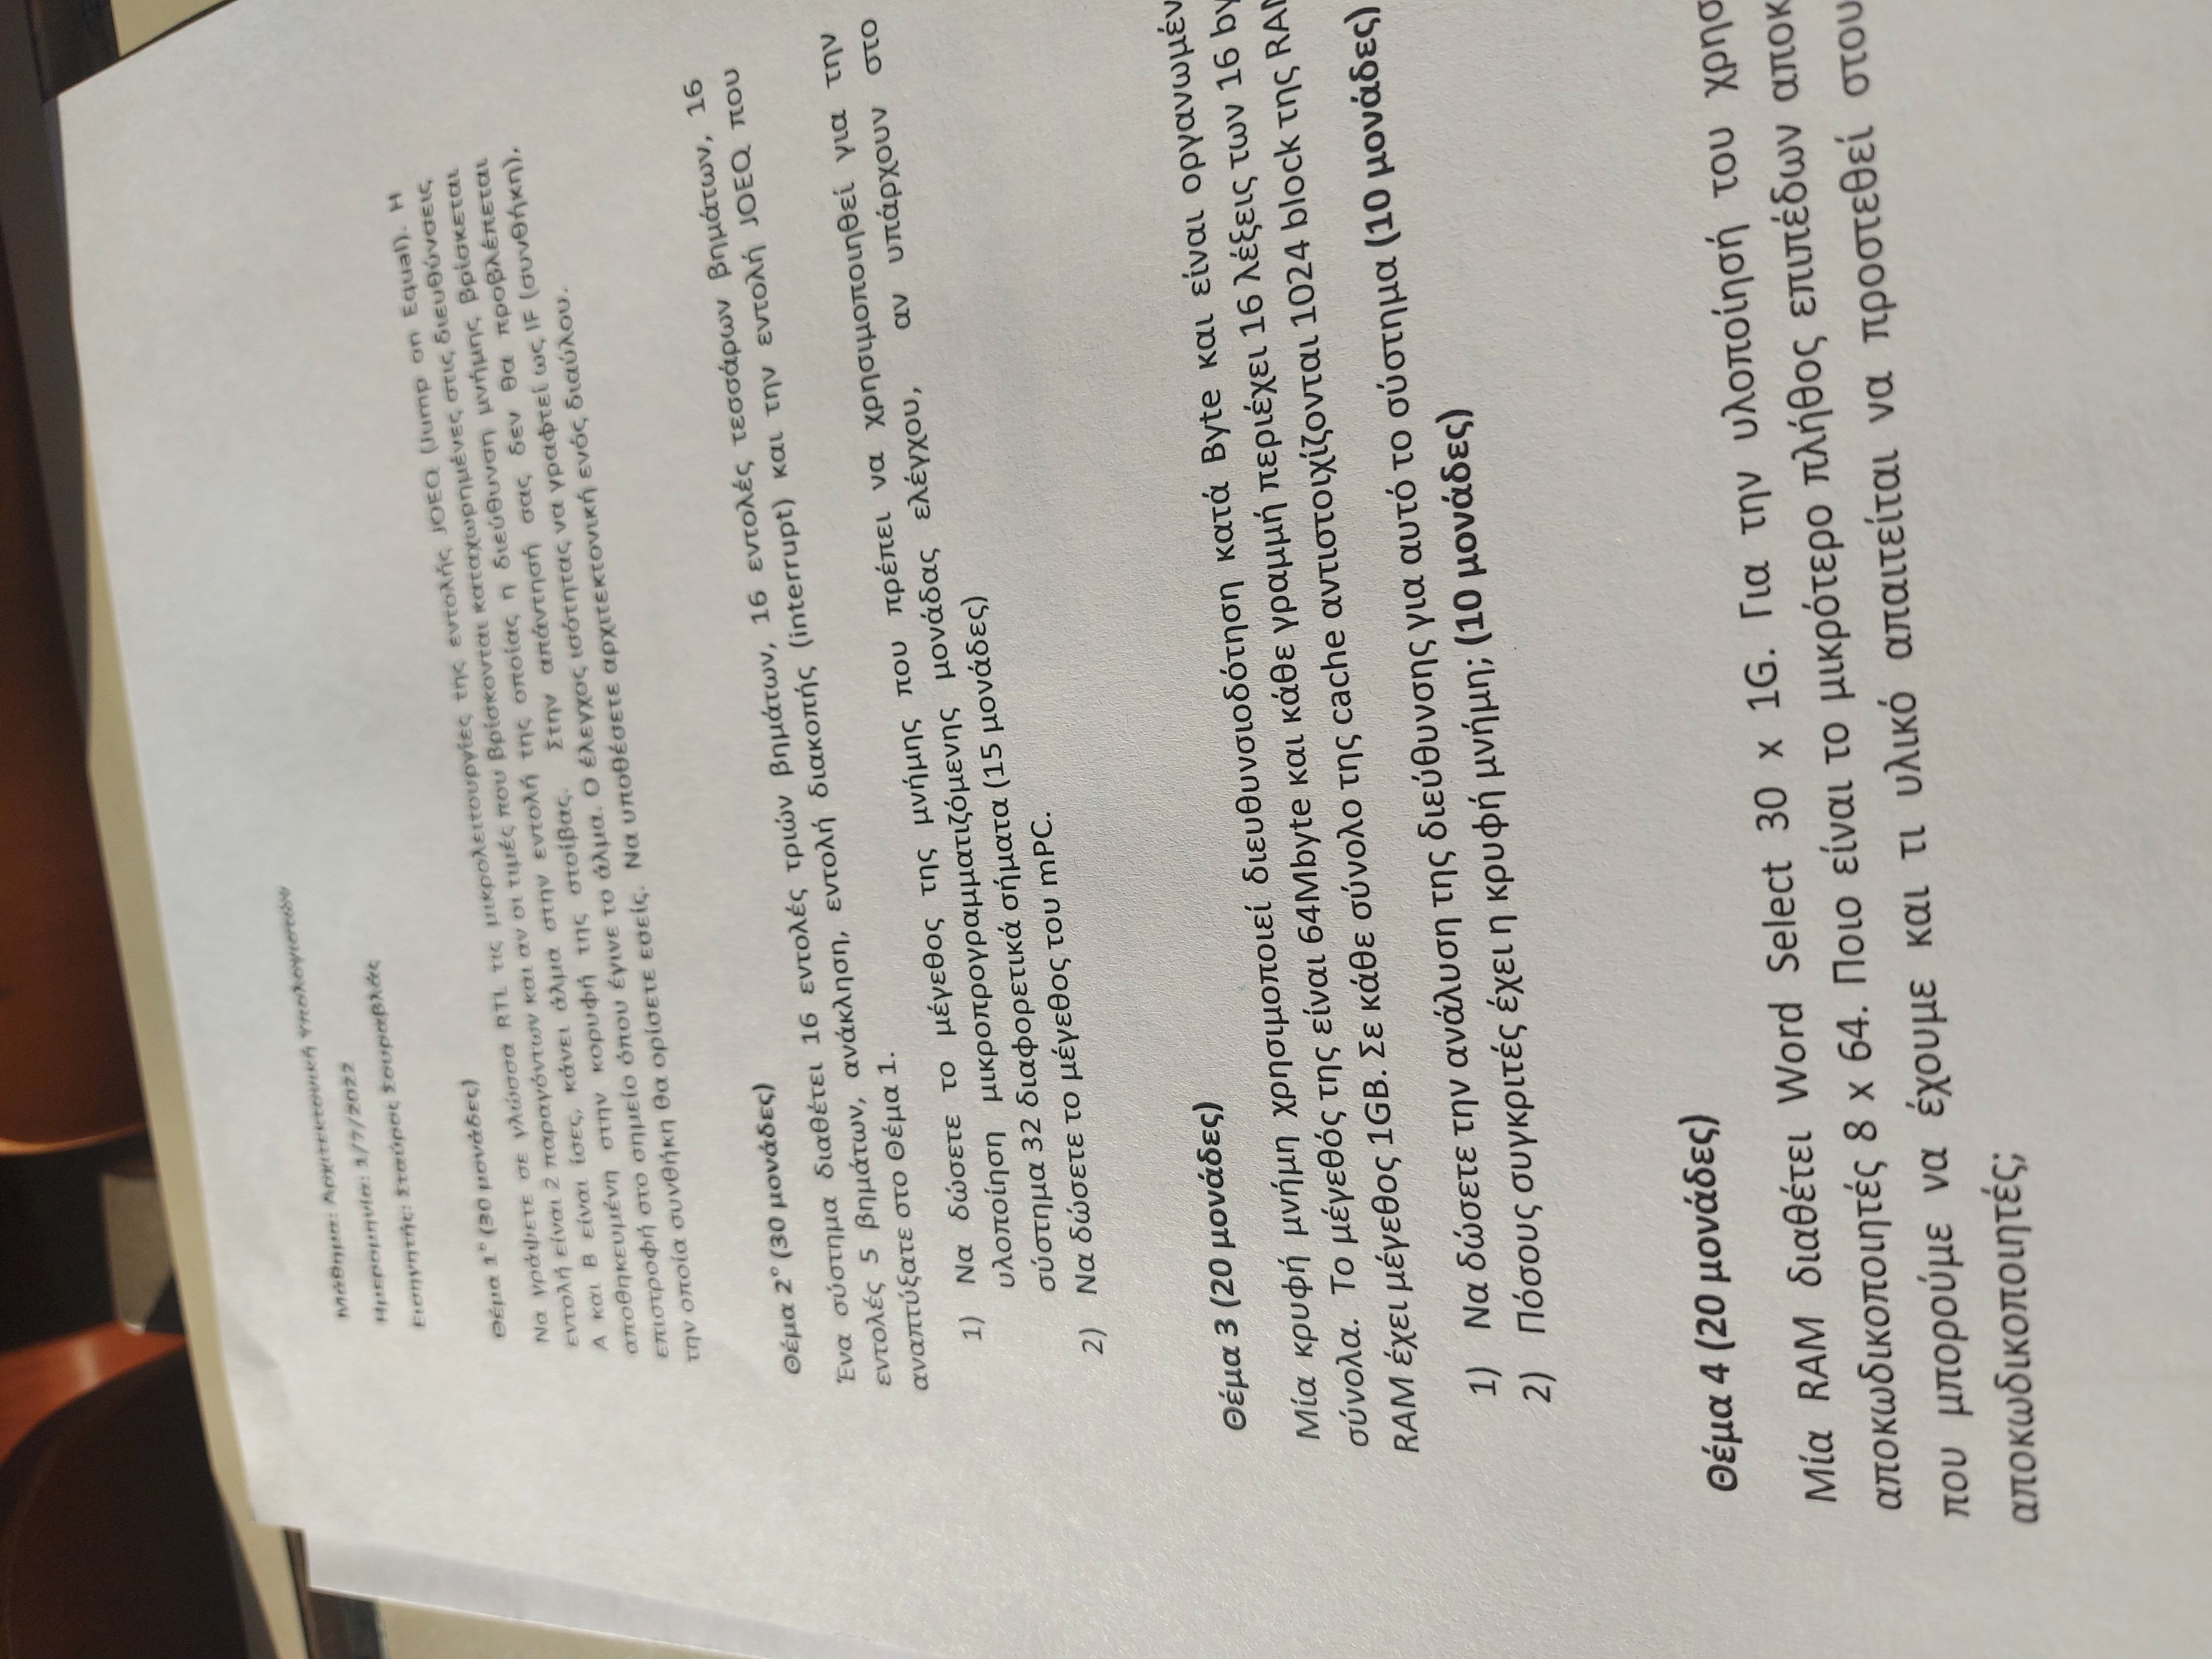 Μάθημα: Αρχιτεκτονική Υπολογιστών
Ημερομηνία: 1/7/2022
Εισηγητής: Σταύρος Σουραβλάς
Θέμα 1ο (30 μονάδες)
Να γράψετε σε γλώσσα RTL τις μικρολειτουργίες της εντολής JOEQ (Jump on Equal). Η
εντολή είναι 2 παραγόντων και αν οι τιμές που βρίσκονται καταχωρημένες στις διευθύνσεις
Α και Β είναι ίσες, κάνει άλμα στην εντολή της οποίας η διεύθυνση μνήμης βρίσκεται
αποθηκευμένη στην κορυφή της στοίβας. Στην απάντησή σας δεν θα προβλέπεται
επιστροφή στο σημείο όπου έγινε το άλμα. Ο έλεγχος ισότητας να γραφτεί ως IF (συνθήκη),
την οποία συνθήκη θα ορίσετε εσείς. Να υποθέσετε αρχιτεκτονική ενός διαύλου.
Θέμα 2ο (30 μονάδες)
Ένα σύστημα διαθέτει 16 εντολές τριών βημάτων, 16 εντολές τεσσάρων βημάτων, 16
εντολές 5 βημάτων, ανάκληση, εντολή διακοπής (interrupt) και την εντολή JOEQ που
αναπτύξατε στο Θέμα 1.
1) Να δώσετε το μέγεθος της μνήμης που πρέπει να χρησιμοποιηθεί για την
υλοποίηση μικροπρογραμματιζόμενης μονάδας ελέγχου, αν υπάρχουν στο
σύστημα 32 διαφορετικά σήματα (15 μονάδες)
2) Να δώσετε το μέγεθος του mPC.
Θέμα 3 (20 μονάδες)
Μία κρυφή μνήμη χρησιμοποιεί διευθυνσιοδότηση κατά Byte και είναι οργανωμέν
σύνολα. Το μέγεθός της είναι 64Mbyte και κάθε γραμμή περιέχει 16 λέξεις των 16 by
RAM έχει μέγεθος 1GB. Σε κάθε σύνολο της cache αντιστοιχίζονται 1024 block της RAM
1) Να δώσετε την ανάλυση της διεύθυνσης για αυτό το σύστημα (10 μονάδες)
2) Πόσους συγκριτές έχει η κρυφή μνήμη; (10 μονάδες)
Θέμα 4 (20 μονάδες)
Μία RAM διαθέτει Word Select 30 x 1G. Για την υλοποίησή του χρησ
αποκωδικοποιητές 8 x 64. Ποιο είναι το μικρότερο πλήθος επιπέδων αποκ
που μπορούμε να έχουμε και τι υλικό απαιτείται να προστεθεί στου
αποκωδικοποιητές;